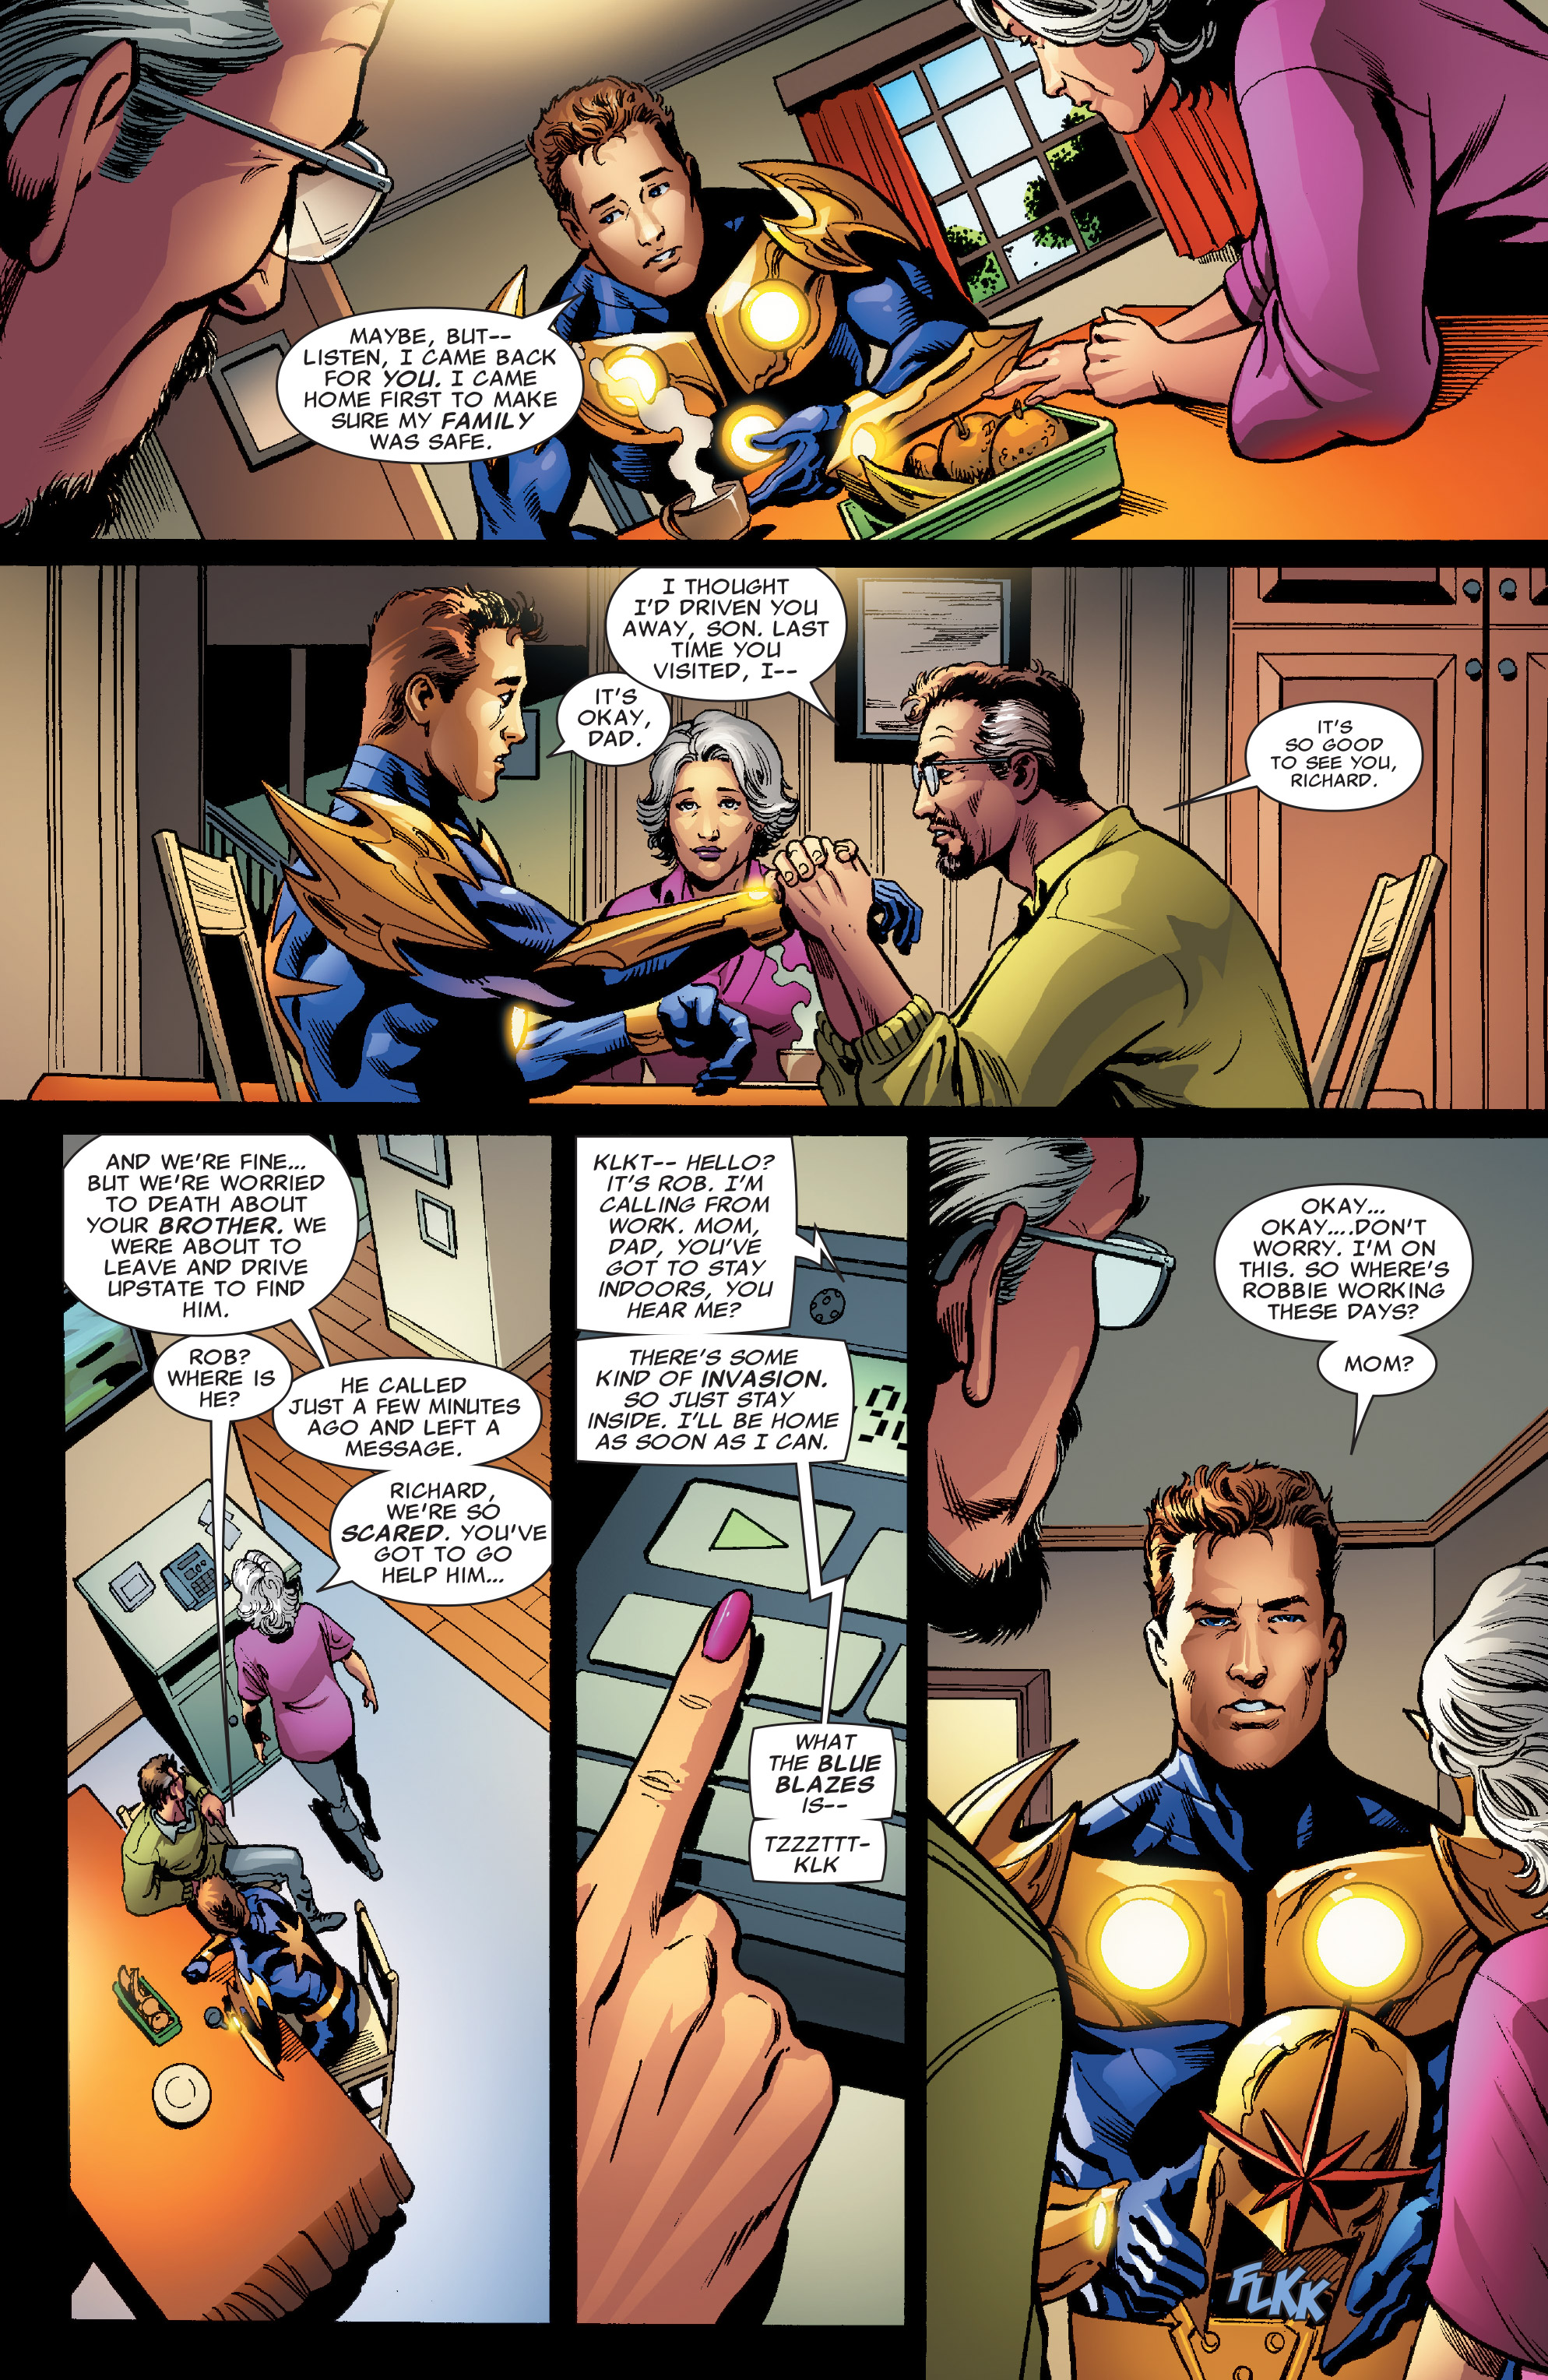 MAYBE, BUT--
LISTEN, I CAME BACK
FOR YOU. I CAME
HOME FIRST TO MAKE
SURE MY FAMILY
WAS SAFE.
I THOUGHT
I'D DRIVEN YOU
AWAY, SON. LAST
TIME YOU
VISITED, I--
IT'S
OKAY,
DAD.
IT'S
SO GOOD
TO SEE YOU,
RICHARD.
AND WE'RE FINE...
BUT WE'RE WORRIED
TO DEATH ABOUT
YOUR BROTHER. WE
WERE ABOUT TO
LEAVE AND DRIVE
UPSTATE TO FIND
HIM.
ROB?
WHERE IS
HE?
HE CALLED
JUST A FEW MINUTES
AGO AND LEFT A
MESSAGE.
RICHARD,
WE'RE SO
SCARED. YOU'VE
GOT TO GO
HELP HIM...
KLKT-- HELLO?
IT'S ROB. I'M
CALLING FROM
WORK. MOM,
DAD, YOU'VE
GOT TO STAY
INDOORS, YOU
HEAR ME?
THERE'S SOME
KIND OF INVASION.
SO JUST STAY
INSIDE. I'LL BE HOME
AS SOON AS I CAN.
WHAT
THE BLUE
BLAZES
IS--
TZZZTTT-
KLK
OKAY...
OKAY....DON'T
WORRY. I'M ON
THIS. SO WHERE'S
ROBBIE WORKING
THESE DAYS?
MOM?
FLKK